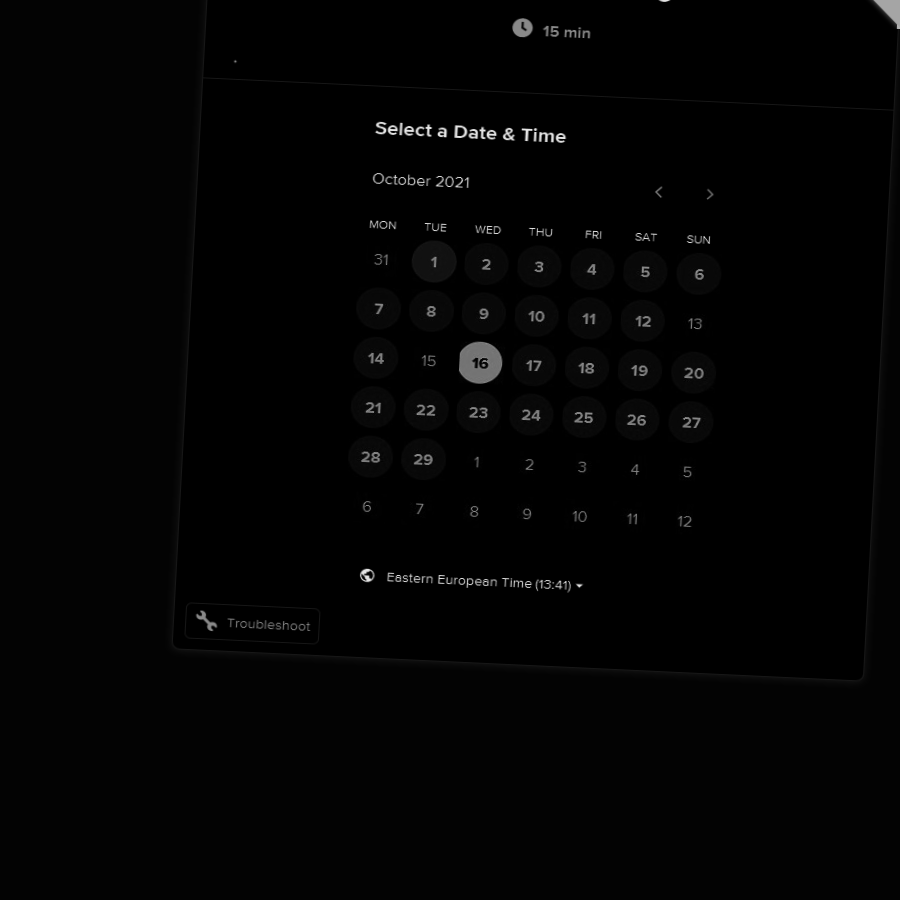 15 min
Select a Date & Time
October 2021
MON TUE WED THU FRI SAT SUN
31 1 2 3 4 5 6
7 8 9 10 11 12 13
14 15 16 17 18 19 20
21 22 23 24 25 26 27
28 29 1 2 3 4 5
6 7 8 9 10 11 12
Eastern European Time (13:41)
Troubleshoot